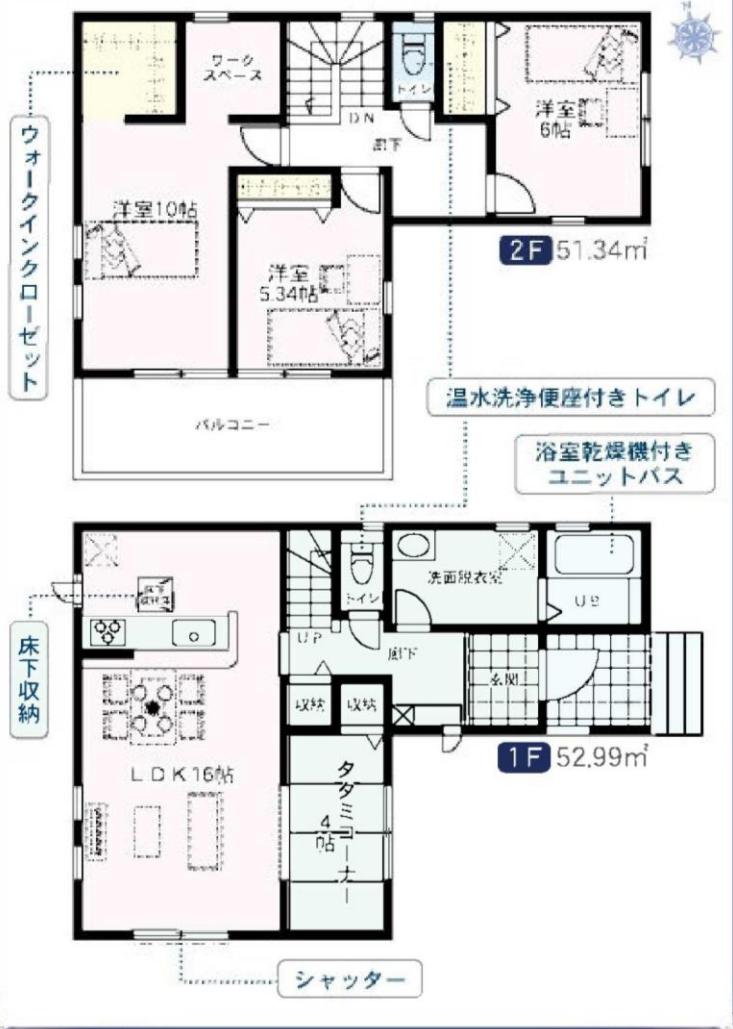 N
ワーク
スペース
トイレ
DN
廊下
洋室
6帖
ウォークインクローゼット
洋室10帖
洋室
5.34帖
2F 51.34㎡
バルコニー
温水洗浄便座付きトイレ
浴室乾燥機付き
ユニットバス
トイレ
洗面脱衣室
UB
床下収納
UP
廊下
玄関
収納
収納
1F 52.99㎡
LDK16帖
タタミコーナー
4
帖
シャッター